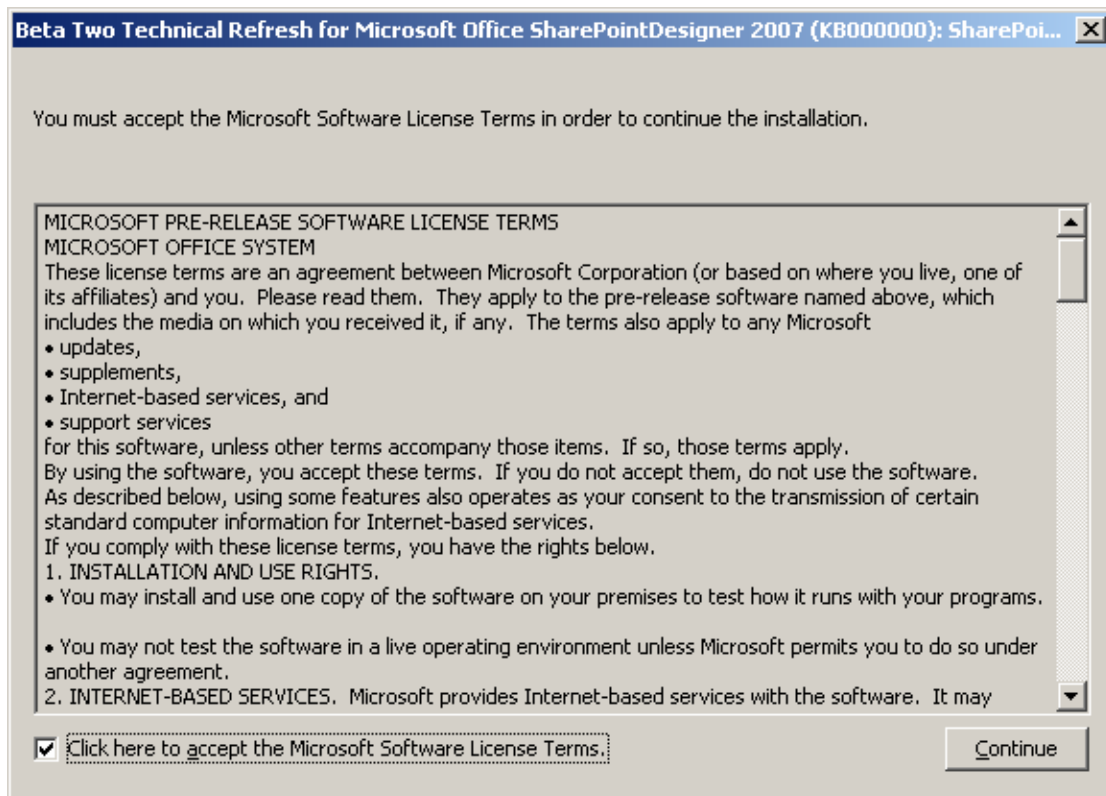 Beta Two Technical Refresh for Microsoft Office SharePointDesigner 2007 (KB000000): SharePoi...
You must accept the Microsoft Software License Terms in order to continue the installation.
MICROSOFT PRE-RELEASE SOFTWARE LICENSE TERMS
MICROSOFT OFFICE SYSTEM
These license terms are an agreement between Microsoft Corporation (or based on where you live, one of
its affiliates) and you.  Please read them.  They apply to the pre-release software named above, which
includes the media on which you received it, if any.  The terms also apply to any Microsoft
• updates,
• supplements,
• Internet-based services, and
• support services
for this software, unless other terms accompany those items.  If so, those terms apply.
By using the software, you accept these terms.  If you do not accept them, do not use the software.
As described below, using some features also operates as your consent to the transmission of certain
standard computer information for Internet-based services.
If you comply with these license terms, you have the rights below.
1. INSTALLATION AND USE RIGHTS.
• You may install and use one copy of the software on your premises to test how it runs with your programs.
• You may not test the software in a live operating environment unless Microsoft permits you to do so under
another agreement.
2. INTERNET-BASED SERVICES.  Microsoft provides Internet-based services with the software.  It may
Click here to accept the Microsoft Software License Terms.
Continue